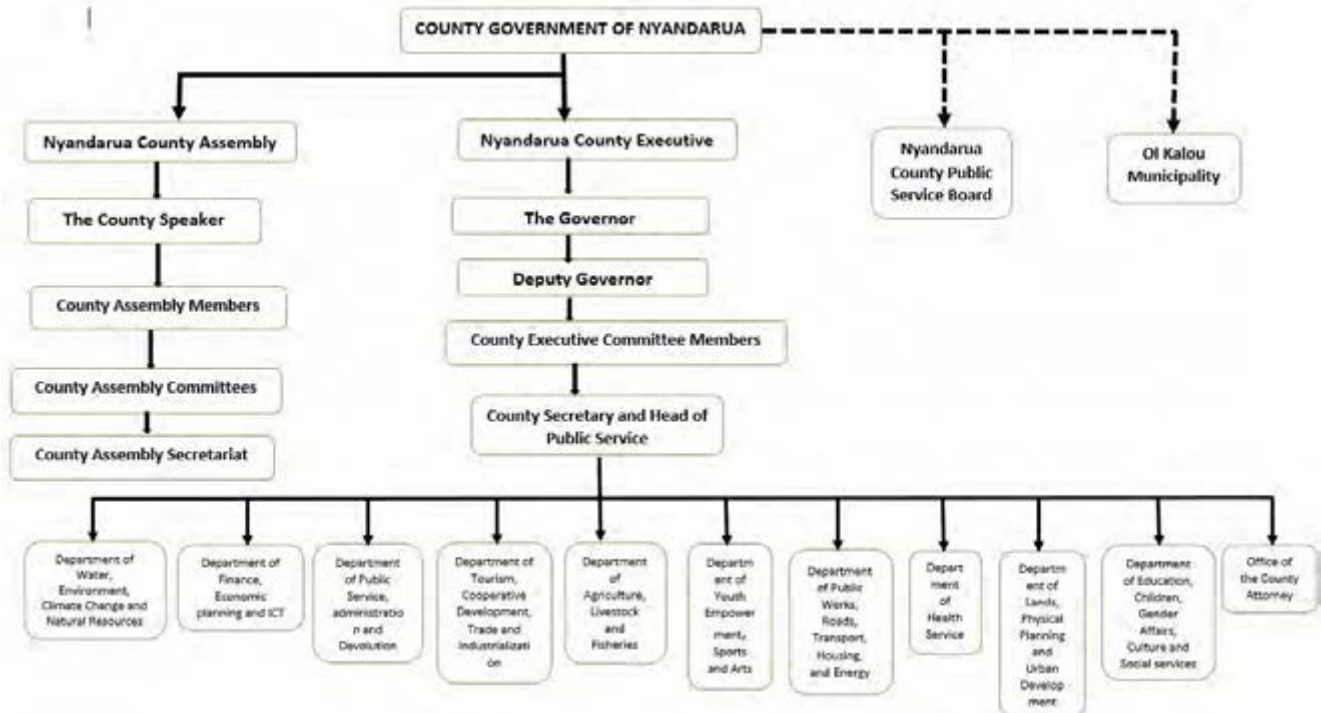 COUNTY GOVERNMENT OF NYANDARUA
Nyandarua County Assembly
Nyandarua County Executive
Nyandarua
County Public
Service Board
Ol Kalou
Municipality
The County Speaker
The Governor
Deputy Governor
County Assembly Members
County Executive Committee Members
County Assembly Committees
County Secretary and Head of
Public Service
County Assembly Secretariat
Department of
Water,
Environment,
Climate Change and
Natural Resources
Department of
Finance,
Economic
planning and ICT
Department
of Public
Service,
administratio
n and
Devolution
Department of
Tourism,
Cooperative
Development,
Trade and
Industrializati
on
Department
of
Agriculture,
Livestock
and
Fisheries
Departm
ent of
Youth
Empower
ment,
Sports
and Arts
Department
of Public
Works,
Roads,
Transport,
Housing,
and Energy
Depart
ment
of
Health
Service
Departm
ent of
Lands,
Physical
Planning
and
Urban
Develop
ment
Department
of Education,
Children,
Gender
Affairs,
Culture and
Social services
Office of
the County
Attorney